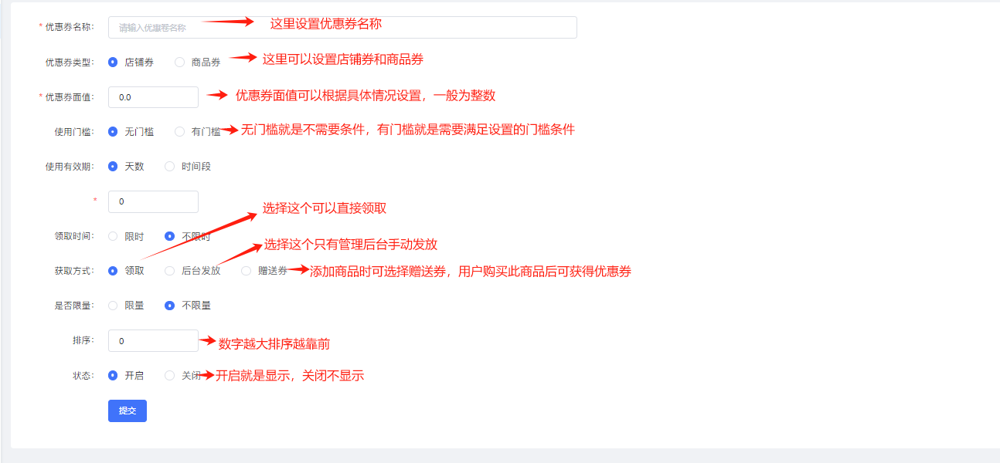 * 优惠券名称： 请输入优惠卷名称 这里设置优惠券名称
优惠券类型： 店铺券 商品券 这里可以设置店铺券和商品券
* 优惠券面值： 0.0 优惠券面值可以根据具体情况设置，一般为整数
使用门槛： 无门槛 有门槛 无门槛就是不需要条件，有门槛就是需要满足设置的门槛条件
使用有效期： 天数 时间段
* 0
选择这个可以直接领取
领取时间： 限时 不限时
选择这个只有管理后台手动发放
获取方式： 领取 后台发放 赠送券 添加商品时可选择赠送券，用户购买此商品后可获得优惠券
是否限量： 限量 不限量
排序： 0 数字越大排序越靠前
状态： 开启 关闭 开启就是显示，关闭不显示
提交